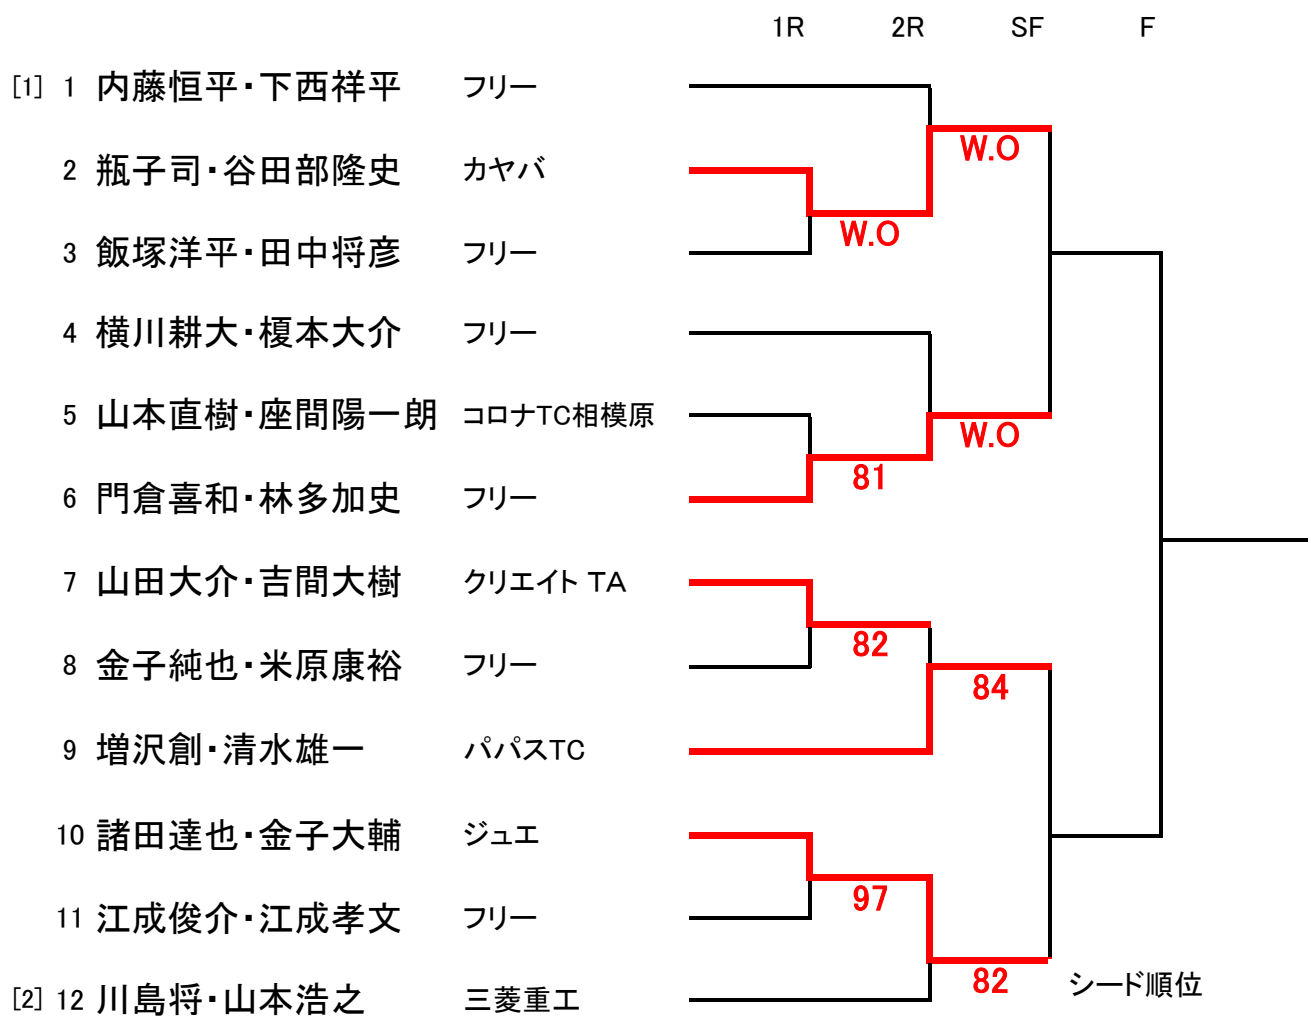 1R 2R SF F
[1] 1 内藤恒平・下西祥平 フリー
W.O
2 瓶子司・谷田部隆史 カヤバ
W.O
3 飯塚洋平・田中将彦 フリー
4 横川耕大・榎本大介 フリー
5 山本直樹・座間陽一朗 コロナTC相模原
W.O
81
6 門倉喜和・林多加史 フリー
7 山田大介・吉間大樹 クリエイト TA
82
8 金子純也・米原康裕 フリー
84
9 増沢創・清水雄一 パパスTC
10 諸田達也・金子大輔 ジュエ
97
11 江成俊介・江成孝文 フリー
82 シード順位
[2] 12 川島将・山本浩之 三菱重工